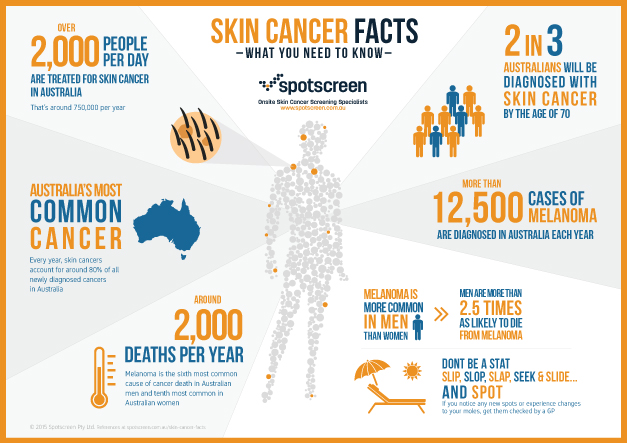 SKIN CANCER FACTS
—WHAT YOU NEED TO KNOW—
spotscreen
Onsite Skin Cancer Screening Specialists
www.spotscreen.com.au
OVER
2,000 PEOPLE
PER DAY
ARE TREATED FOR SKIN CANCER
IN AUSTRALIA
That's around 750,000 per year
2 IN 3
AUSTRALIANS WILL BE
DIAGNOSED WITH
SKIN CANCER
BY THE AGE OF 70
AUSTRALIA'S MOST
COMMON
CANCER
Every year, skin cancers
account for around 80% of all
newly diagnosed cancers
in Australia
MORE THAN
12,500 CASES OF
MELANOMA
ARE DIAGNOSED IN AUSTRALIA EACH YEAR
AROUND
2,000
DEATHS PER YEAR
Melanoma is the sixth most common
cause of cancer death in Australian
men and tenth most common in
Australian women
MELANOMA IS
MORE COMMON
IN MEN
THAN WOMEN
MEN ARE MORE THAN
2.5 TIMES
AS LIKELY TO DIE
FROM MELANOMA
DONT BE A STAT
SLIP, SLOP, SLAP, SEEK & SLIDE...
AND SPOT
If you notice any new spots or experience changes
to your moles, get them checked by a GP
© 2015 Spotscreen Pty Ltd.